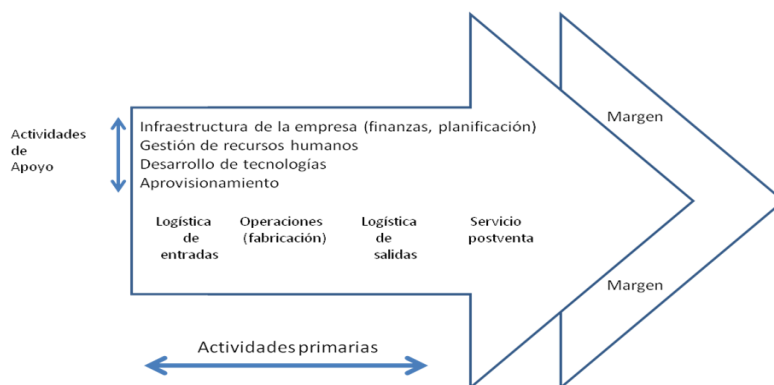 Infraestructura de la empresa (finanzas, planificación)
Gestión de recursos humanos
Desarrollo de tecnologías
Aprovisionamiento
Actividades
de
Apoyo
Margen
Logística
de
entradas
Operaciones
(fabricación)
Logística
de
salidas
Servicio
postventa
Margen
Actividades primarias